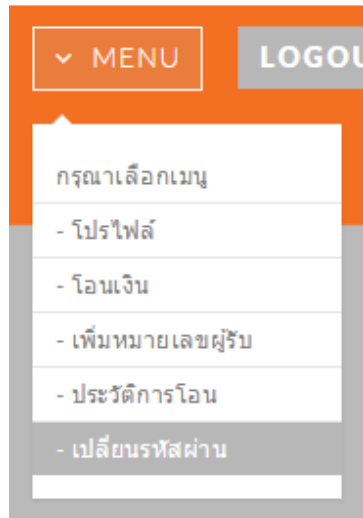 MENU
LOGOU
กรุณาเลือกเมนู
- โปรไฟล์
- โอนเงิน
- เพิ่มหมายเลขผู้รับ
- ประวัติการโอน
- เปลี่ยนรหัสผ่าน